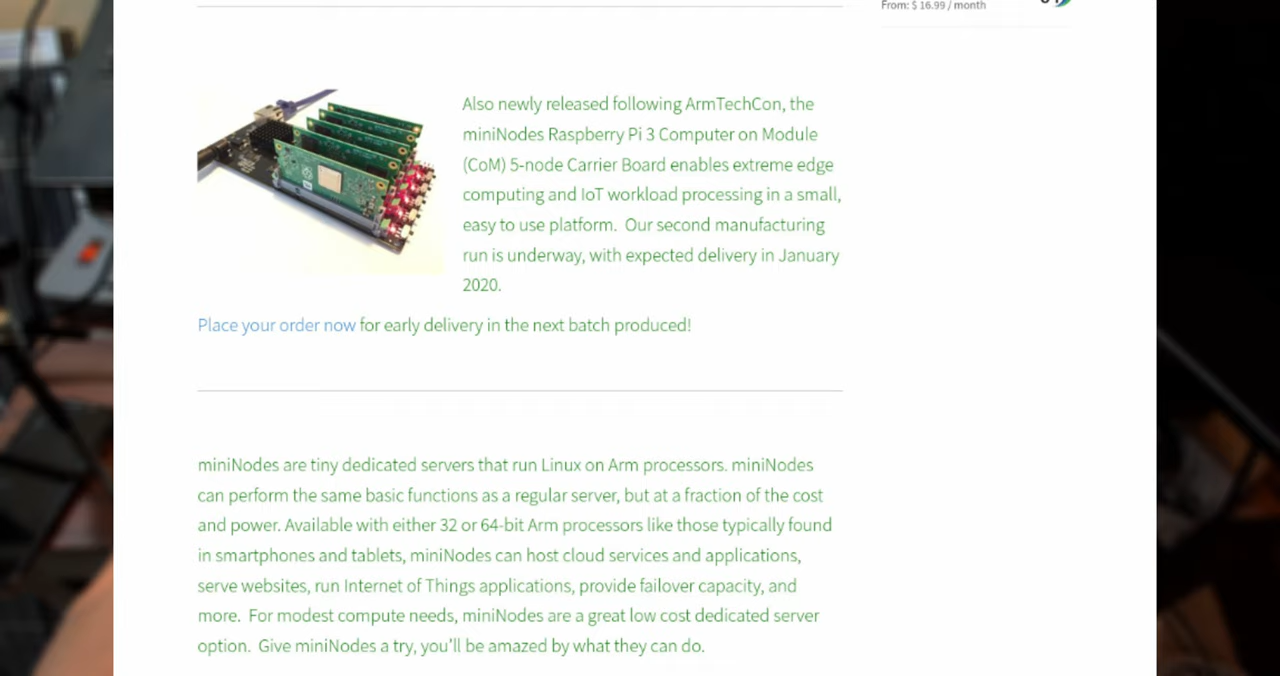 From: $ 16.99 / month
Also newly released following ArmTechCon, the
miniNodes Raspberry Pi 3 Computer on Module
(CoM) 5-node Carrier Board enables extreme edge
computing and IoT workload processing in a small,
easy to use platform.  Our second manufacturing
run is underway, with expected delivery in January
2020.
Place your order now for early delivery in the next batch produced!
miniNodes are tiny dedicated servers that run Linux on Arm processors. miniNodes
can perform the same basic functions as a regular server, but at a fraction of the cost
and power. Available with either 32 or 64-bit Arm processors like those typically found
in smartphones and tablets, miniNodes can host cloud services and applications,
serve websites, run Internet of Things applications, provide failover capacity, and
more.  For modest compute needs, miniNodes are a great low cost dedicated server
option.  Give miniNodes a try, you'll be amazed by what they can do.